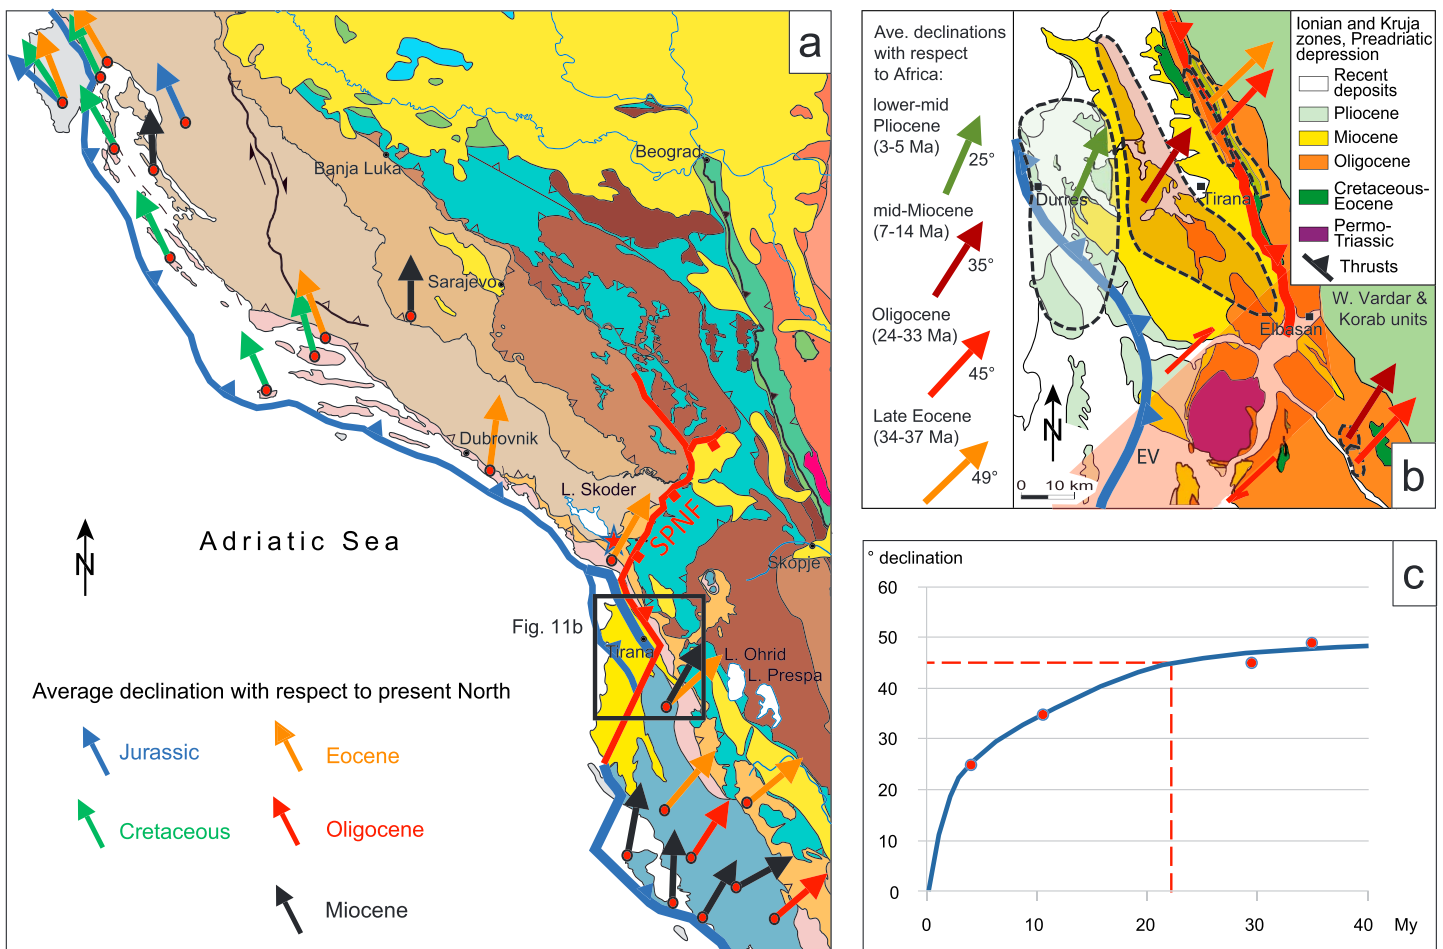 a
Banja Luka
Beograd
Sarajevo
Dubrovnik
L. Skoder
SPNF
Skopje
Adriatic Sea
N
Fig. 11b
Tirana
L. Ohrid
L. Prespa
Average declination with respect to present North
Jurassic
Eocene
Cretaceous
Oligocene
Miocene
Ave. declinations
with respect
to Africa:
lower-mid
Pliocene
(3-5 Ma)
25°
mid-Miocene
(7-14 Ma)
35°
Oligocene
(24-33 Ma)
45°
Late Eocene
(34-37 Ma)
49°
Durres
Tirana
Elbasan
EV
N
0 10 km
W. Vardar &
Korab units
b
Ionian and Kruja
zones, Preadriatic
depression
Recent
deposits
Pliocene
Miocene
Oligocene
Cretaceous-
Eocene
Permo-
Triassic
Thrusts
° declination
c
60
50
40
30
20
10
0
0 10 20 30 40 My